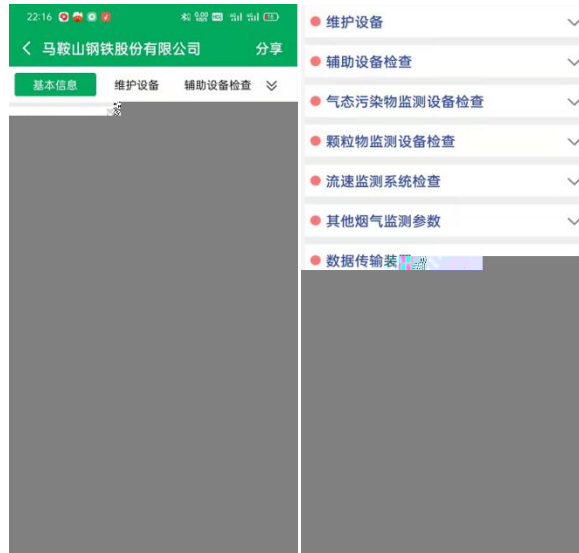 22:16
马鞍山钢铁股份有限公司
分享
基本信息 维护设备 辅助设备检查
维护设备
辅助设备检查
气态污染物监测设备检查
颗粒物监测设备检查
流速监测系统检查
其他烟气监测参数
数据传输装